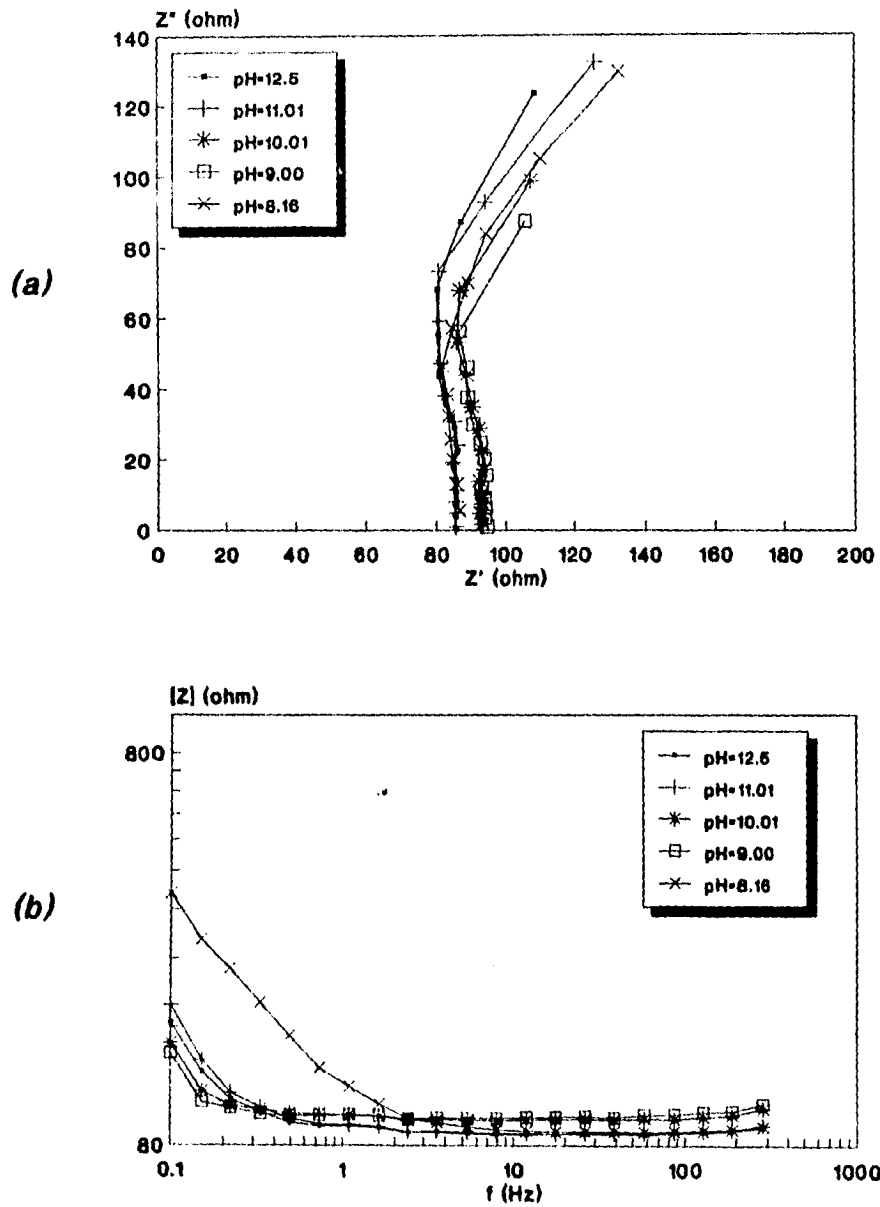 Z" (ohm)
140
120
100
80
60
40
20
0
pH=12.5
pH=11.01
pH=10.01
pH=9.00
pH=8.16
(a)
0 20 40 60 80 100 120 140 160 180 200
Z' (ohm)
[Z] (ohm)
800
80
pH=12.5
pH=11.01
pH=10.01
pH=9.00
pH=8.16
(b)
0.1 1 10 100 1000
f (Hz)